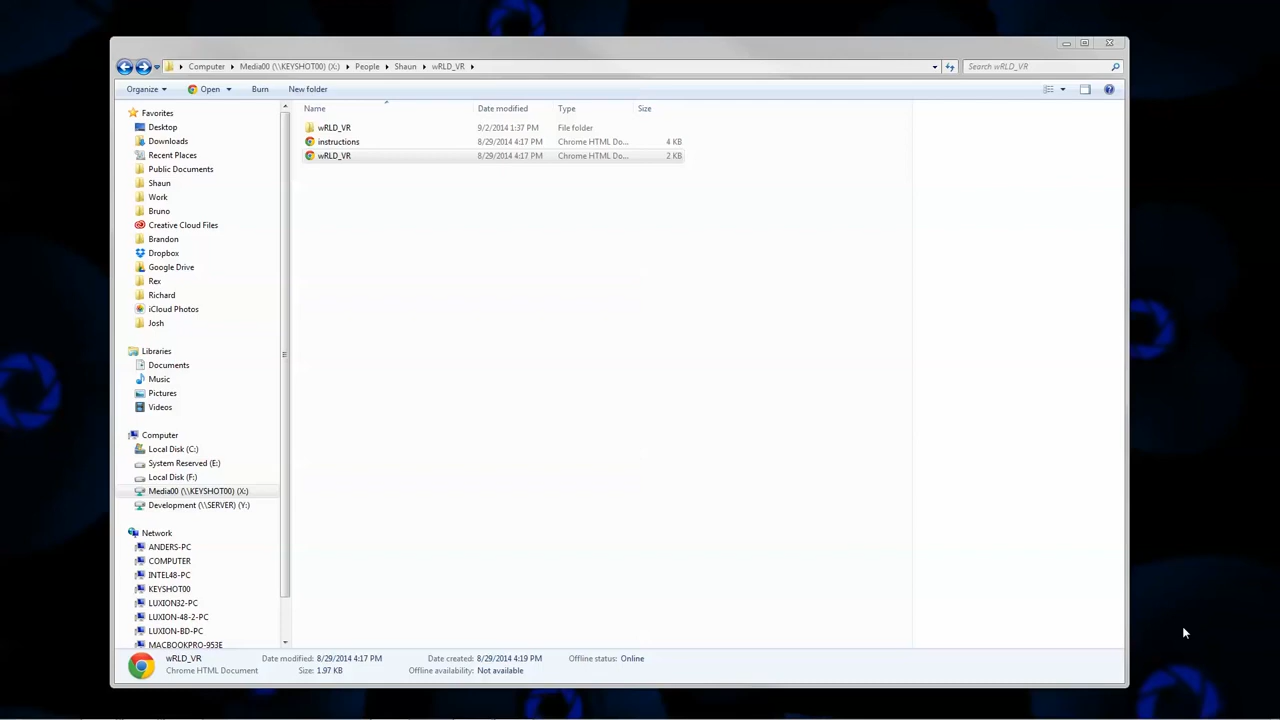 Computer Media00 (\\KEYSHOT00) (X:) People Shaun wRLD_VR Search wRLD_VR
Organize Open Burn New folder
Name Date modified Type Size
wRLD_VR 9/2/2014 1:37 PM File folder
instructions 8/29/2014 4:17 PM Chrome HTML Do... 4 KB
wRLD_VR 8/29/2014 4:17 PM Chrome HTML Do... 2 KB
Favorites
Desktop
Downloads
Recent Places
Public Documents
Shaun
Work
Bruno
Creative Cloud Files
Brandon
Dropbox
Google Drive
Rex
Richard
iCloud Photos
Josh
Libraries
Documents
Music
Pictures
Videos
Computer
Local Disk (C:)
System Reserved (E:)
Local Disk (F:)
Media00 (\\KEYSHOT00) (X:)
Development (\\SERVER) (Y:)
Network
ANDERS-PC
COMPUTER
INTEL48-PC
KEYSHOT00
LUXION32-PC
LUXION-48-2-PC
LUXION-BD-PC
MACBOOKPRO-953E
wRLD_VR Date modified: 8/29/2014 4:17 PM Date created: 8/29/2014 4:19 PM Offline status: Online
Chrome HTML Document Size: 1.97 KB Offline availability: Not available